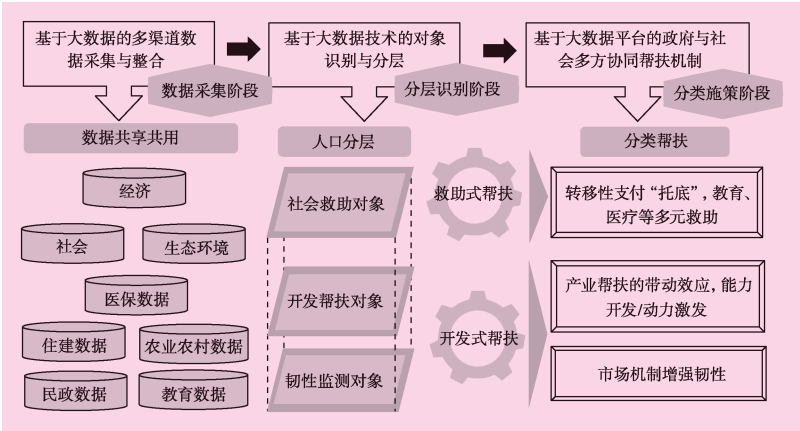 基于大数据的多渠道数
据采集与整合
数据采集阶段
基于大数据技术的对象
识别与分层
分层识别阶段
基于大数据平台的政府与社
会多方协同帮扶机制
分类施策阶段
数据共享共用
人口分层
分类帮扶
经济
社会
生态环境
医保数据
住建数据
农业农村数据
民政数据
教育数据
社会救助对象
开发帮扶对象
韧性监测对象
救助式帮扶
开发式帮扶
转移性支付“托底”，教育、
医疗等多元救助
产业帮扶的带动效应，能力
开发/动力激发
市场机制增强韧性